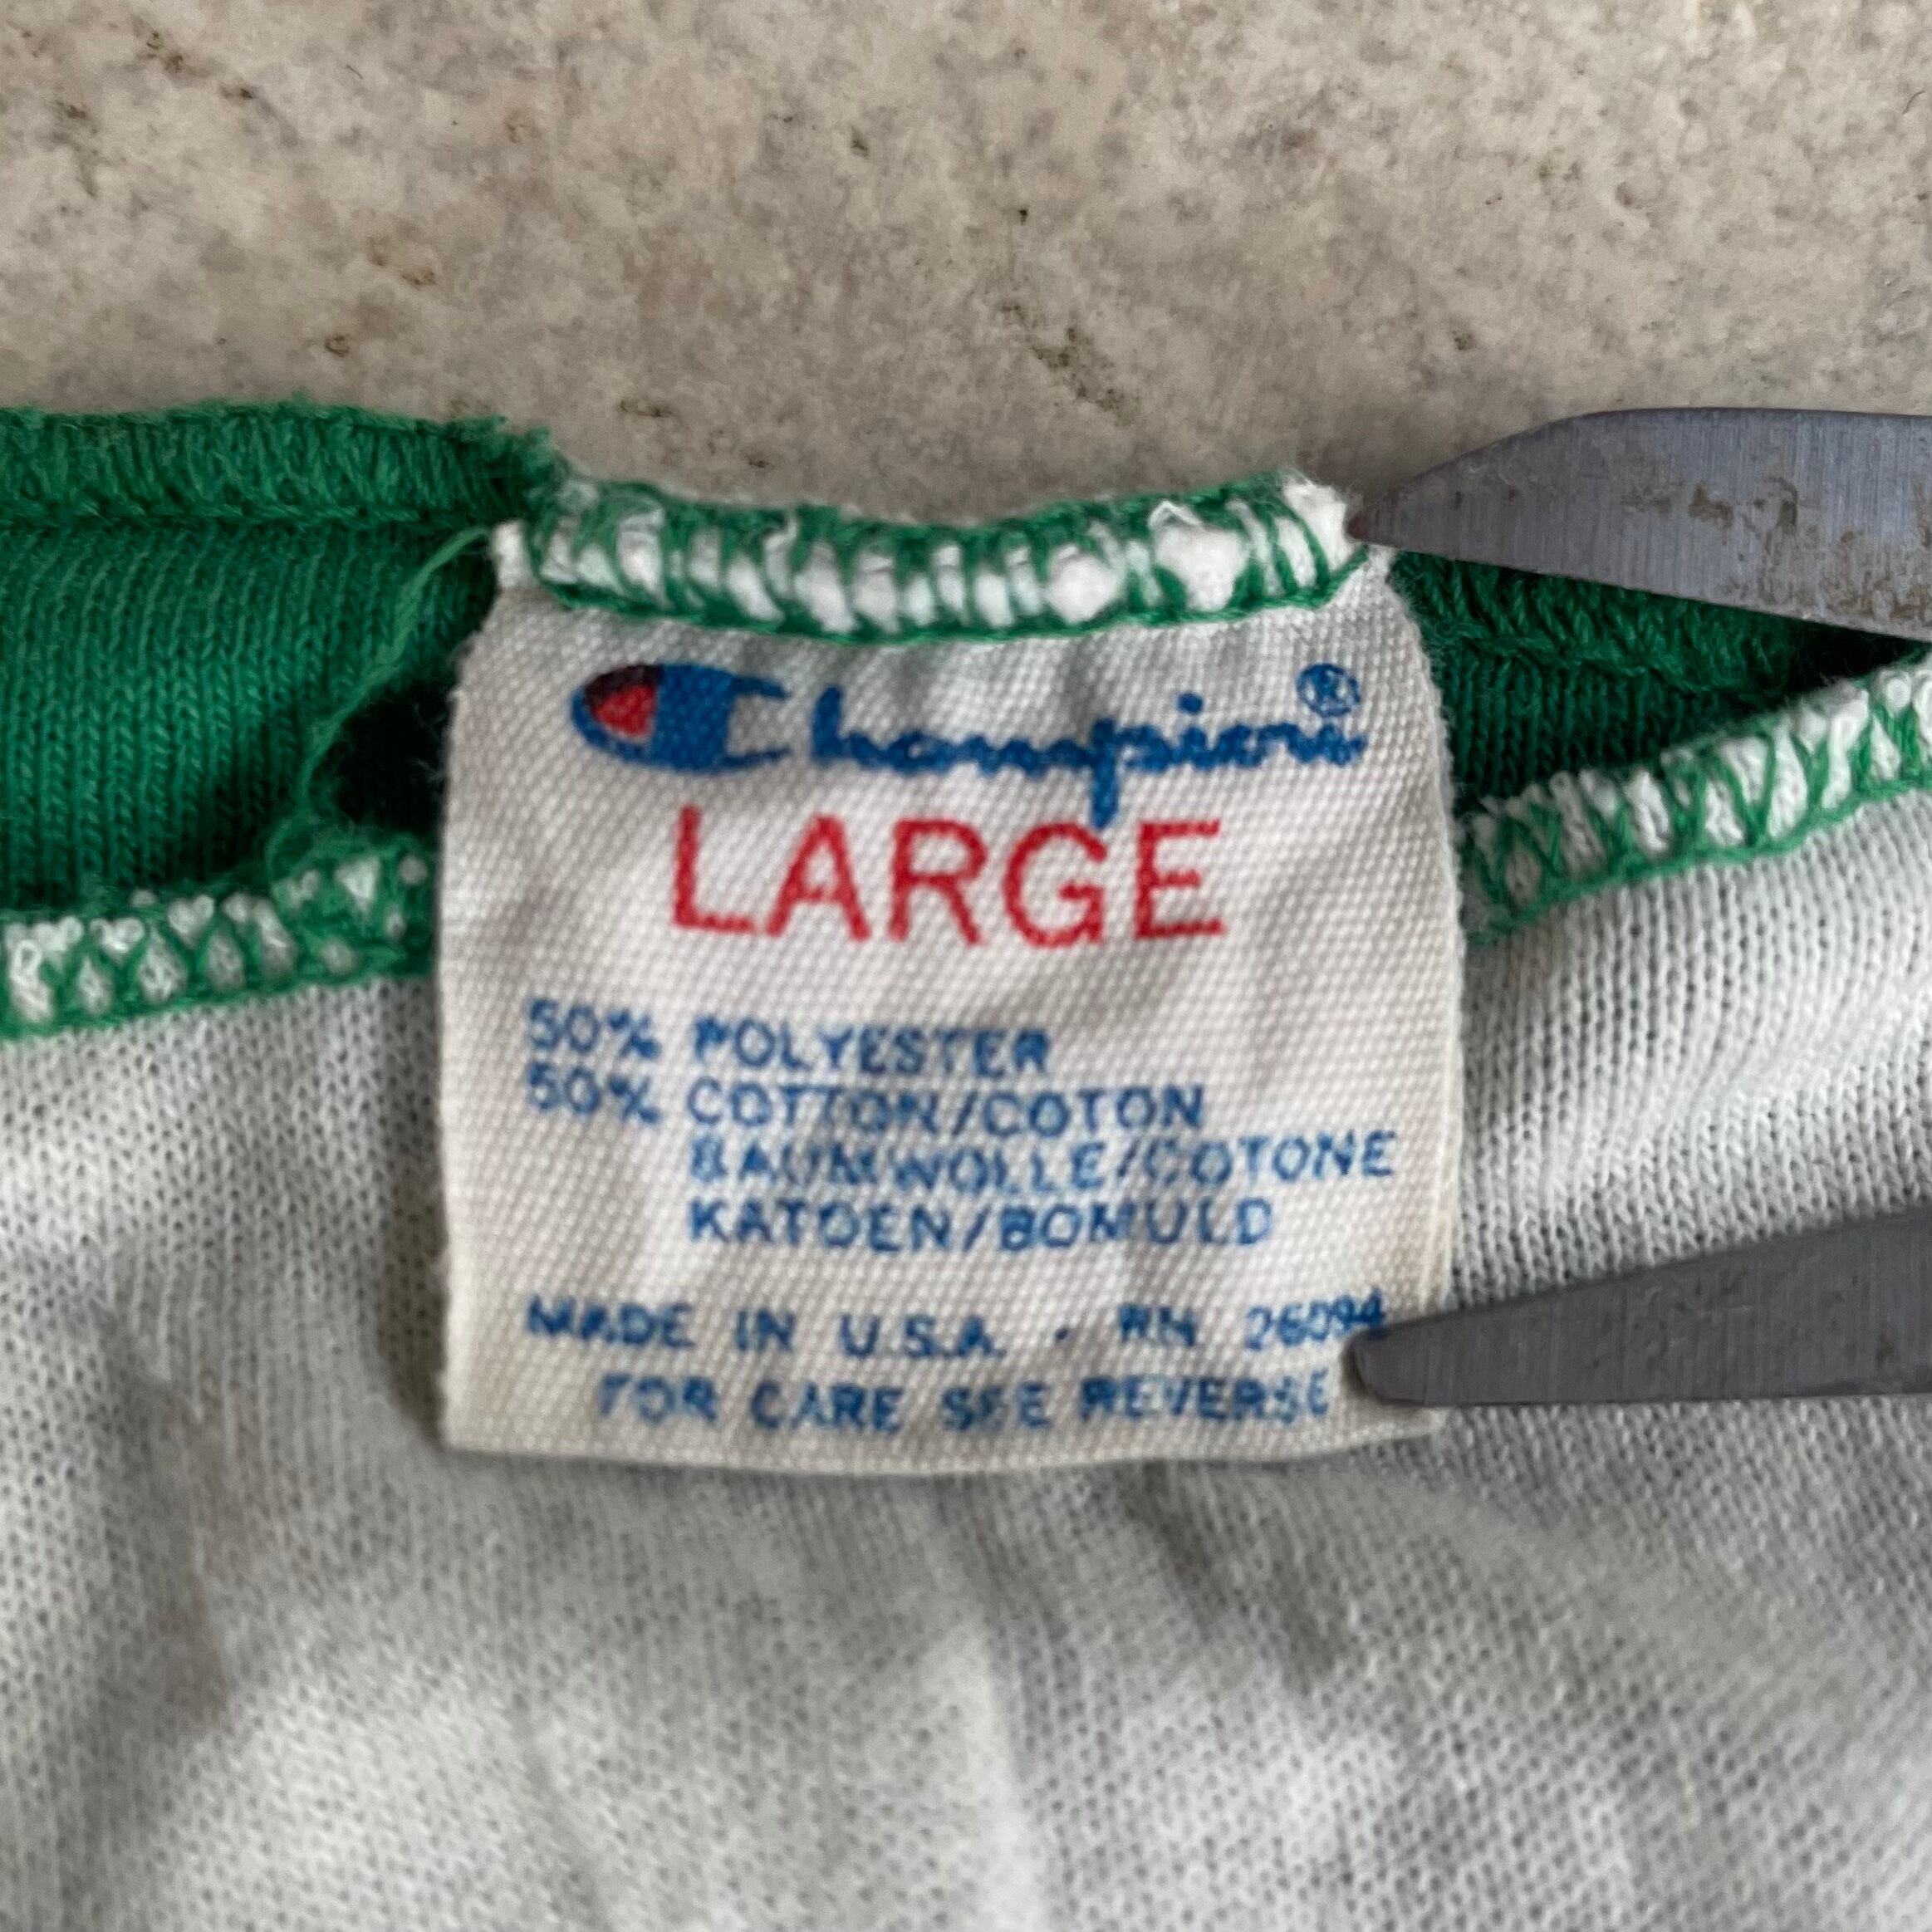 Champion®
LARGE
50% POLYESTER
50% COTTON/COTON
BAUMWOLLE/COTONE
KATOEN/BOMULD
MADE IN U.S.A. · RN 26094
FOR CARE SEE REVERSE